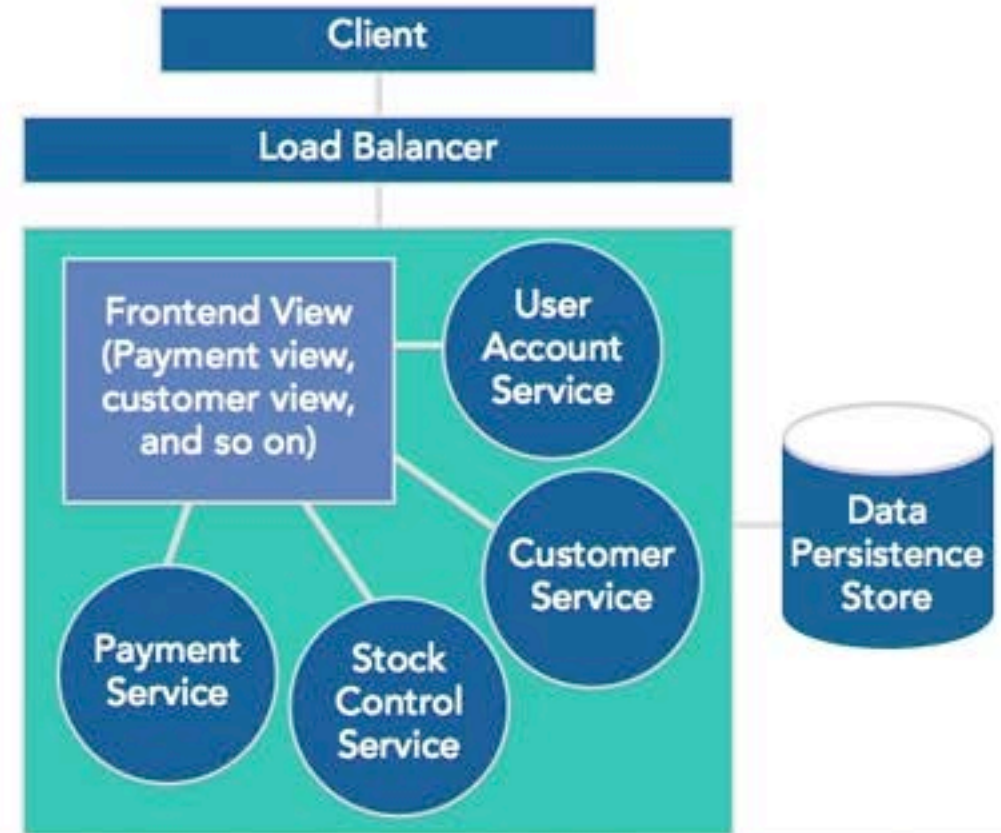 Client
Load Balancer
Frontend View
(Payment view,
customer view,
and so on)
User
Account
Service
Customer
Service
Data
Persistence
Store
Payment
Service
Stock
Control
Service